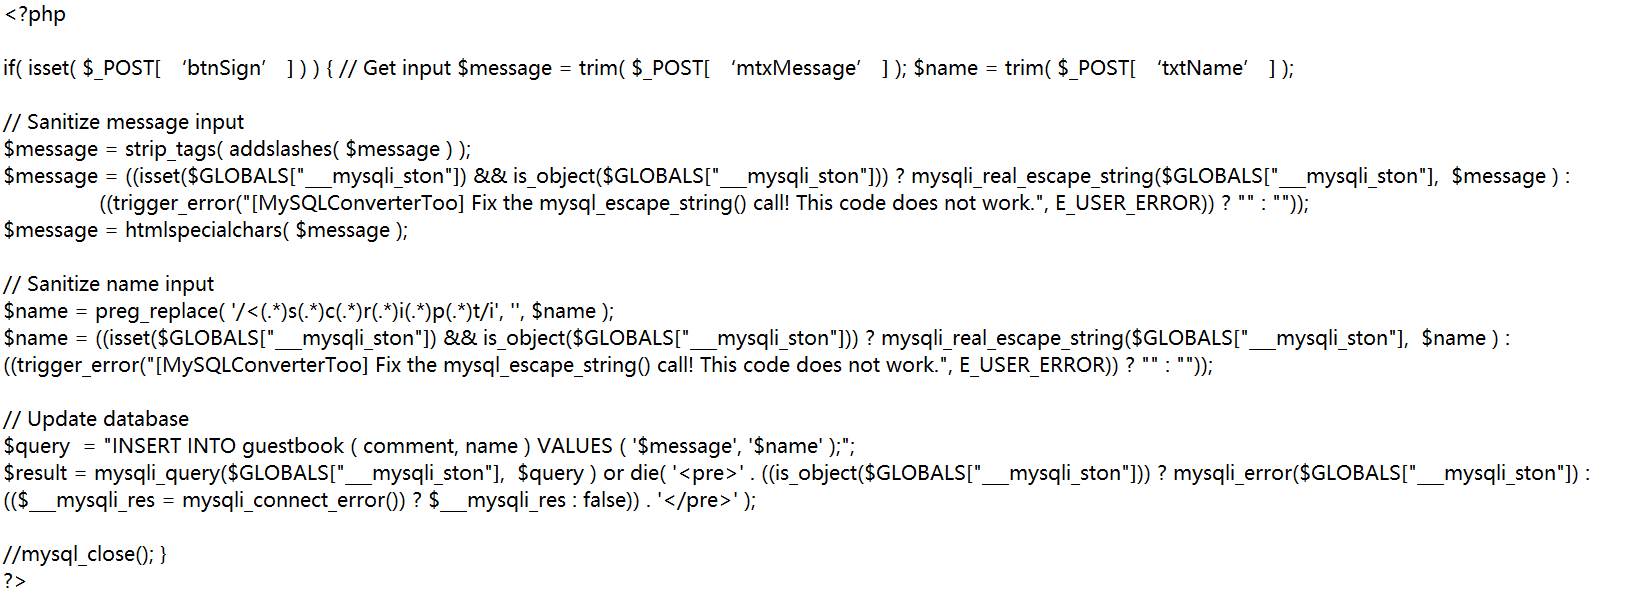 <?php
if( isset( $_POST[ ‘btnSign’ ] ) ) { // Get input $message = trim( $_POST[ ‘mtxMessage’ ] ); $name = trim( $_POST[ ‘txtName’ ] );
// Sanitize message input
$message = strip_tags( addslashes( $message ) );
$message = ((isset($GLOBALS["___mysqli_ston"]) && is_object($GLOBALS["___mysqli_ston"])) ? mysqli_real_escape_string($GLOBALS["___mysqli_ston"],  $message ) :
((trigger_error("[MySQLConverterToo] Fix the mysql_escape_string() call! This code does not work.", E_USER_ERROR)) ? "" : ""));
$message = htmlspecialchars( $message );
// Sanitize name input
$name = preg_replace( '/<(.*)s(.*)c(.*)r(.*)i(.*)p(.*)t/i', '', $name );
$name = ((isset($GLOBALS["___mysqli_ston"]) && is_object($GLOBALS["___mysqli_ston"])) ? mysqli_real_escape_string($GLOBALS["___mysqli_ston"],  $name ) :
((trigger_error("[MySQLConverterToo] Fix the mysql_escape_string() call! This code does not work.", E_USER_ERROR)) ? "" : ""));
// Update database
$query  = "INSERT INTO guestbook ( comment, name ) VALUES ( '$message', '$name' );";
$result = mysqli_query($GLOBALS["___mysqli_ston"],  $query ) or die( '<pre>' . ((is_object($GLOBALS["___mysqli_ston"])) ? mysqli_error($GLOBALS["___mysqli_ston"]) :
(($___mysqli_res = mysqli_connect_error()) ? $___mysqli_res : false)) . '</pre>' );
//mysql_close(); }
?>